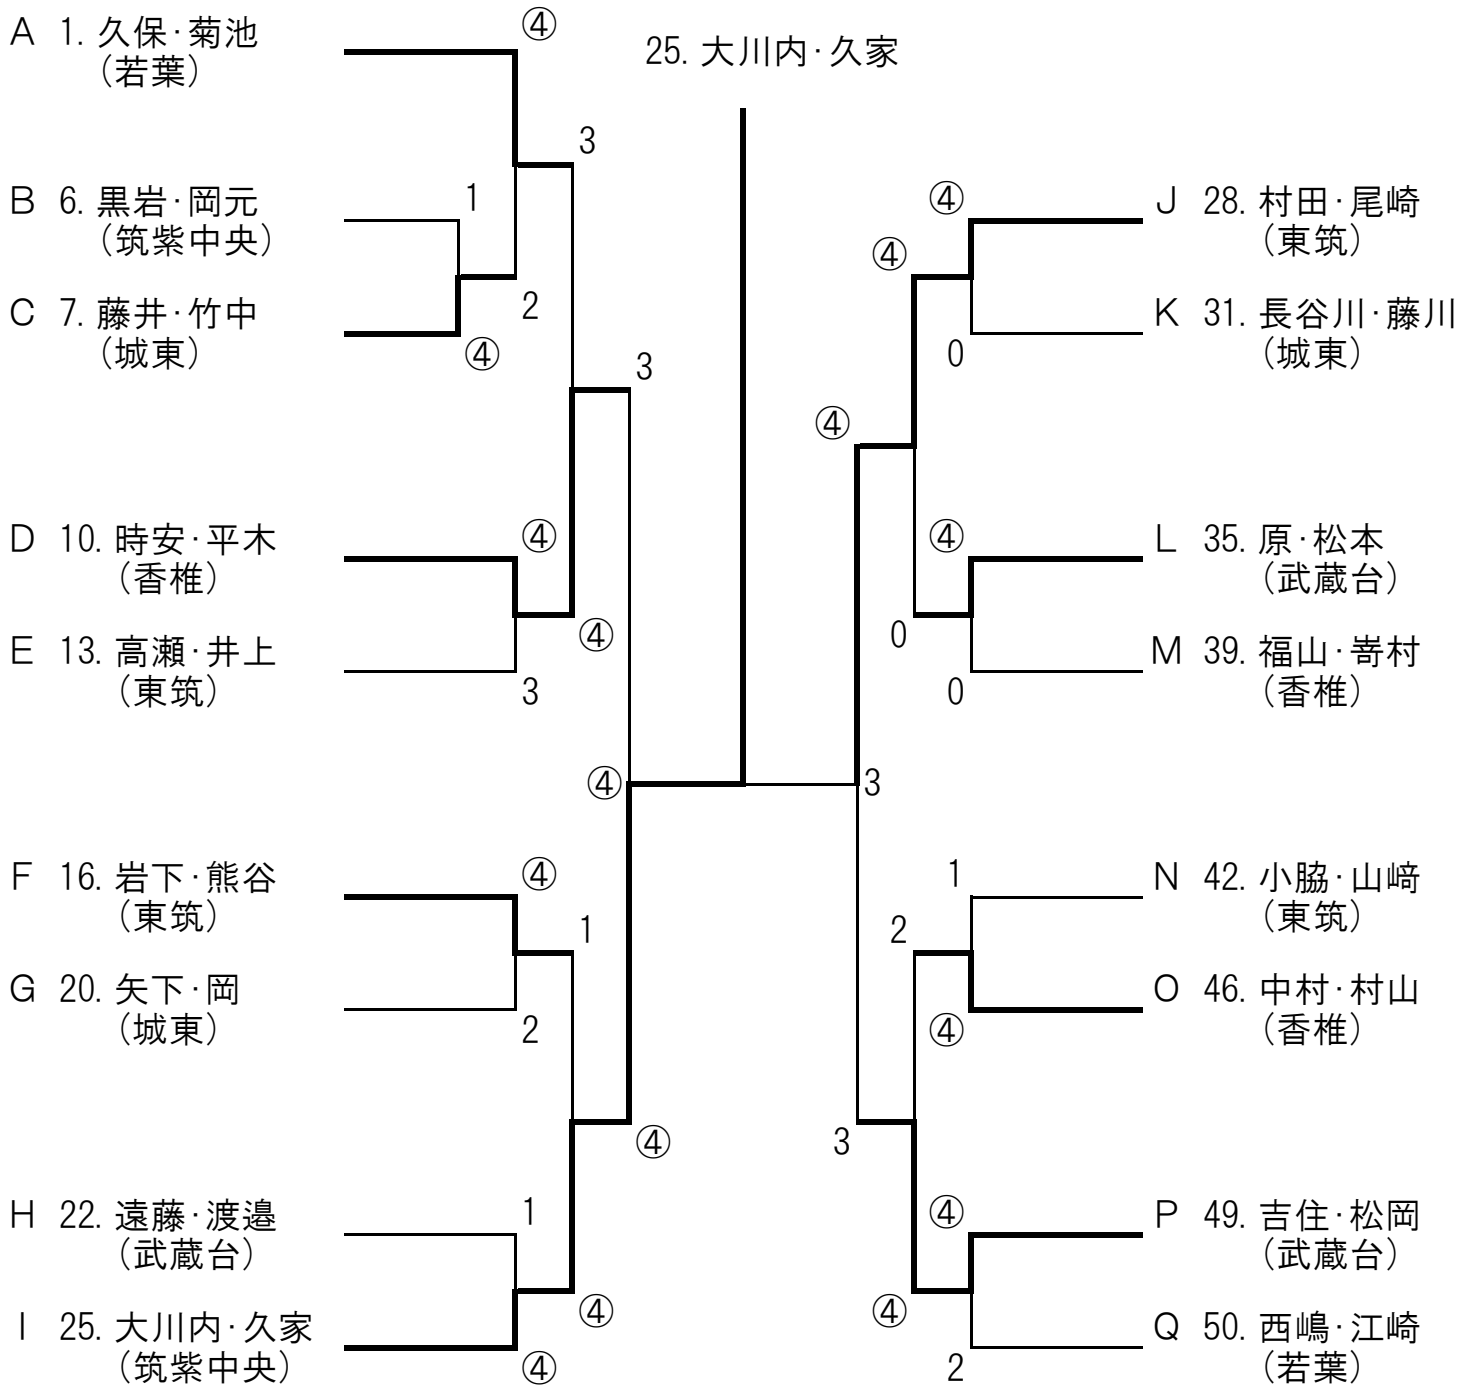 25. 大川内・久家
A 1. 久保・菊池
(若葉)
④
3
B 6. 黒岩・岡元
(筑紫中央)
1
C 7. 藤井・竹中
(城東)
2
④
3
D 10. 時安・平木
(香椎)
④
E 13. 高瀬・井上
(東筑)
④
3
④
F 16. 岩下・熊谷
(東筑)
④
1
G 20. 矢下・岡
(城東)
2
④
H 22. 遠藤・渡邉
(武蔵台)
1
I 25. 大川内・久家
(筑紫中央)
④
④
④
J 28. 村田・尾崎
(東筑)
④
K 31. 長谷川・藤川
(城東)
0
④
④
L 35. 原・松本
(武蔵台)
0
M 39. 福山・嵜村
(香椎)
0
3
1
N 42. 小脇・山﨑
(東筑)
2
O 46. 中村・村山
(香椎)
④
3
④
P 49. 吉住・松岡
(武蔵台)
④
Q 50. 西嶋・江崎
(若葉)
2